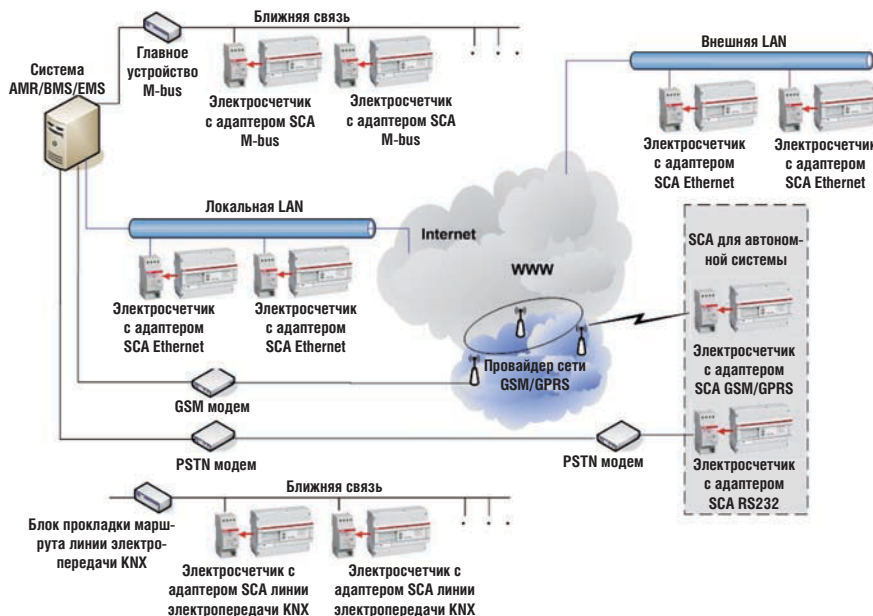 Ближняя связь
Главное
устройство
M-bus
Система
AMR/BMS/EMS
Электросчетчик
с адаптером SCA
M-bus
Электросчетчик
с адаптером SCA
M-bus
Внешняя LAN
Электросчетчик
с адаптером
SCA Ethernet
Электросчетчик
с адаптером
SCA Ethernet
Локальная LAN
Internet
WWW
Электросчетчик
с адаптером
SCA Ethernet
Электросчетчик
с адаптером
SCA Ethernet
SCA для автоном-
ной системы
Электросчетчик
с адаптером
SCA GSM/GPRS
Провайдер сети
GSM/GPRS
GSM модем
PSTN модем
PSTN модем
Электросчетчик
с адаптером
SCA RS232
Ближняя связь
Блок прокладки марш-
рута линии электро-
передачи KNX
Электросчетчик с
адаптером SCA линии
электропередачи KNX
Электросчетчик с
адаптером SCA линии
электропередачи KNX